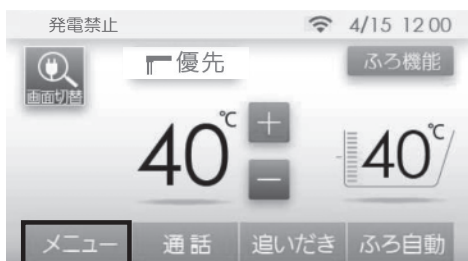 発電禁止 4/15 12:00
優先 ふろ機能
画面切替
40℃ + − 40℃
メニュー 通話 追いだき ふろ自動